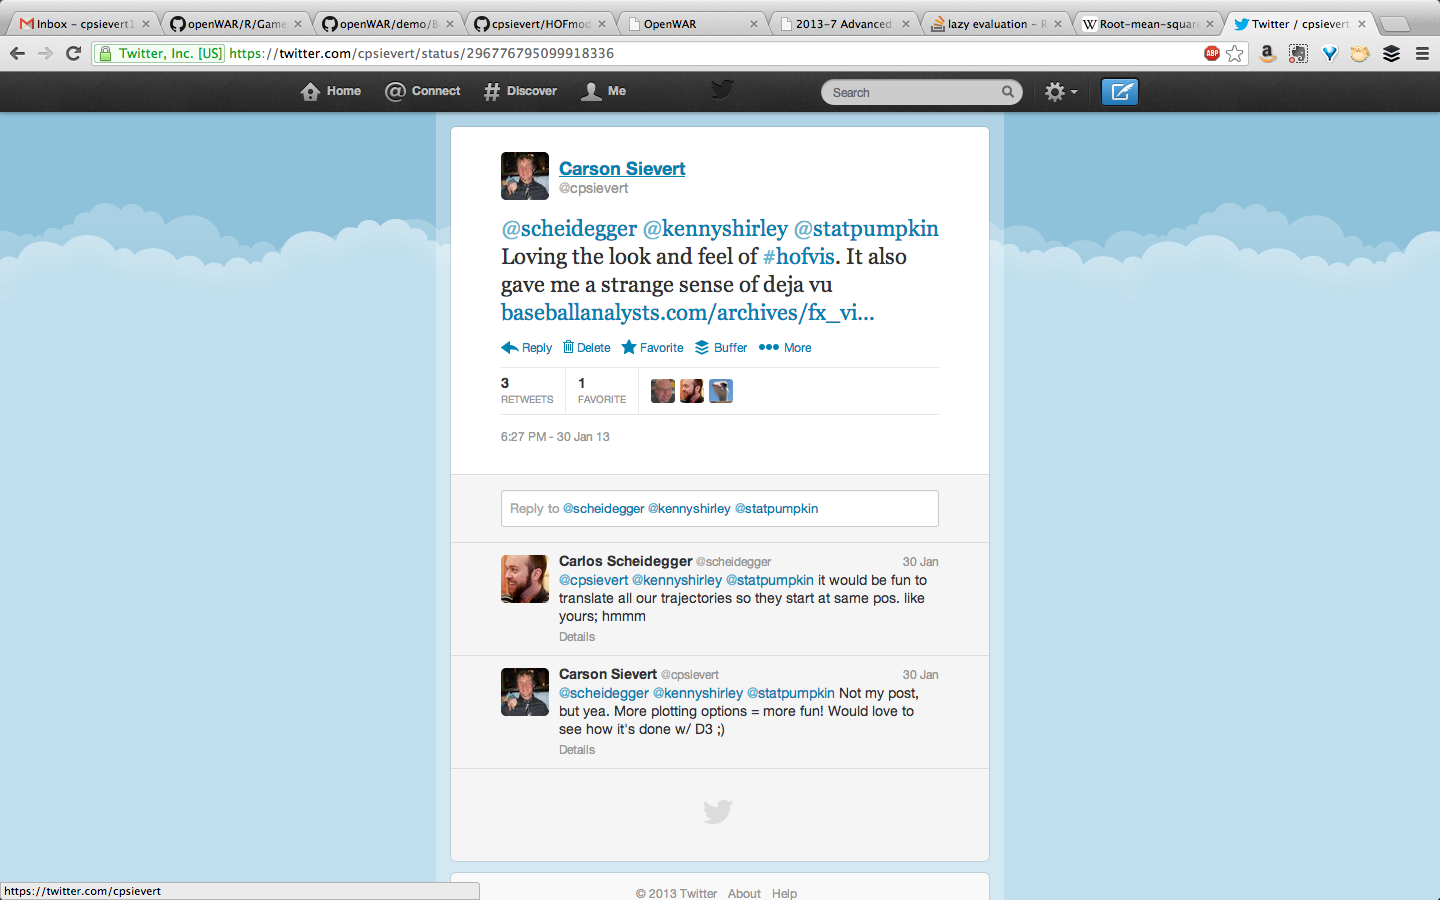 Inbox - cpsievert1
openWAR/R/Game
openWAR/demo/B
cpsievert/HOFmod
OpenWAR
2013-7 Advanced
lazy evaluation - R
Root-mean-squar
Twitter / cpsievert
Twitter, Inc. [US] https://twitter.com/cpsievert/status/296776795099918336
ABP
Home Connect Discover Me Search
Carson Sievert
@cpsievert
@scheidegger @kennyshirley @statpumpkin
Loving the look and feel of #hofvis. It also
gave me a strange sense of deja vu
baseballanalysts.com/archives/fx_vi...
Reply Delete Favorite Buffer More
3 1
RETWEETS FAVORITE
6:27 PM - 30 Jan 13
Reply to @scheidegger @kennyshirley @statpumpkin
Carlos Scheidegger @scheidegger 30 Jan
@cpsievert @kennyshirley @statpumpkin it would be fun to
translate all our trajectories so they start at same pos. like
yours; hmmm
Details
Carson Sievert @cpsievert 30 Jan
@scheidegger @kennyshirley @statpumpkin Not my post,
but yea. More plotting options = more fun! Would love to
see how it's done w/ D3 ;)
Details
https://twitter.com/cpsievert
© 2013 Twitter About Help